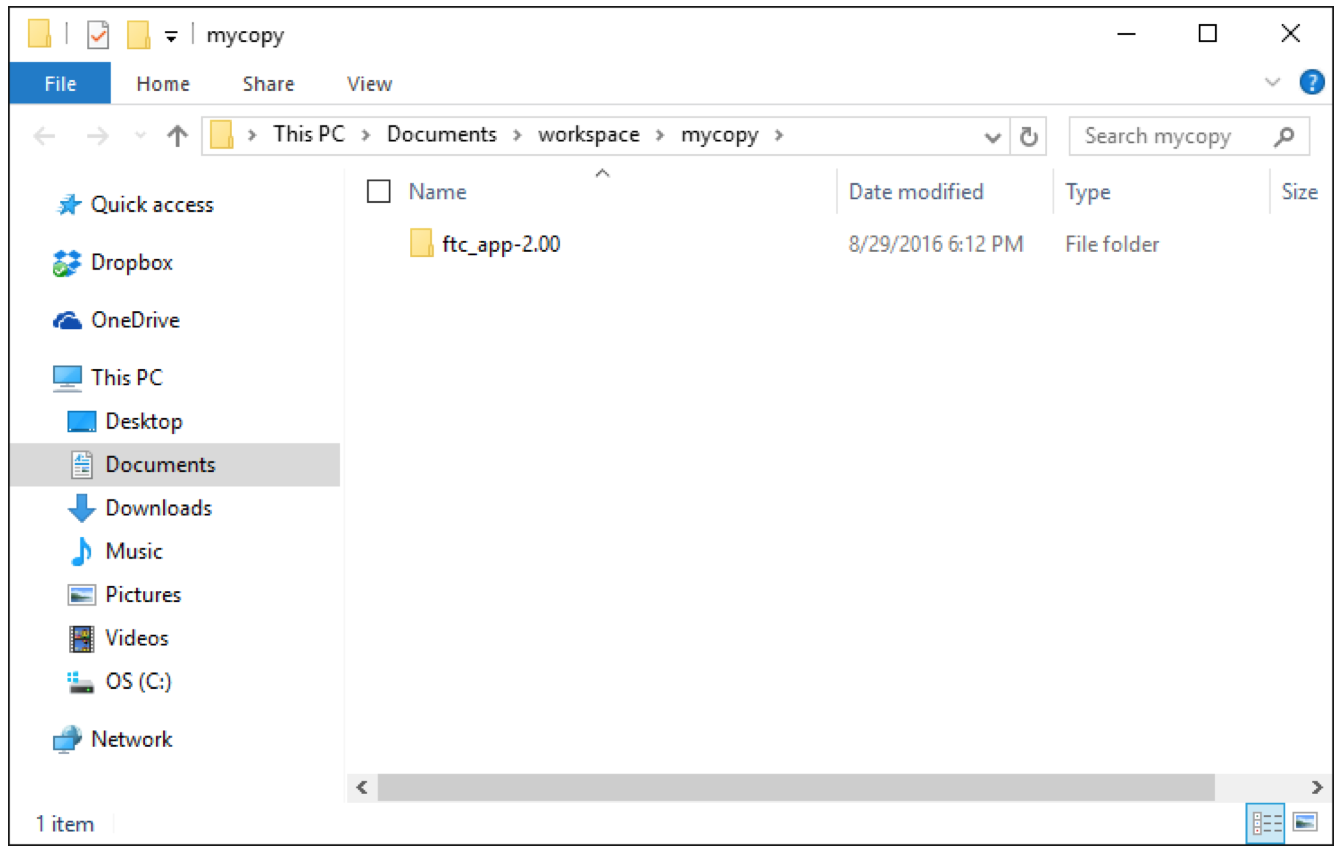 mycopy
File Home Share View
This PC Documents workspace mycopy Search mycopy
Name Date modified Type Size
ftc_app-2.00 8/29/2016 6:12 PM File folder
Quick access
Dropbox
OneDrive
This PC
Desktop
Documents
Downloads
Music
Pictures
Videos
OS (C:)
Network
1 item